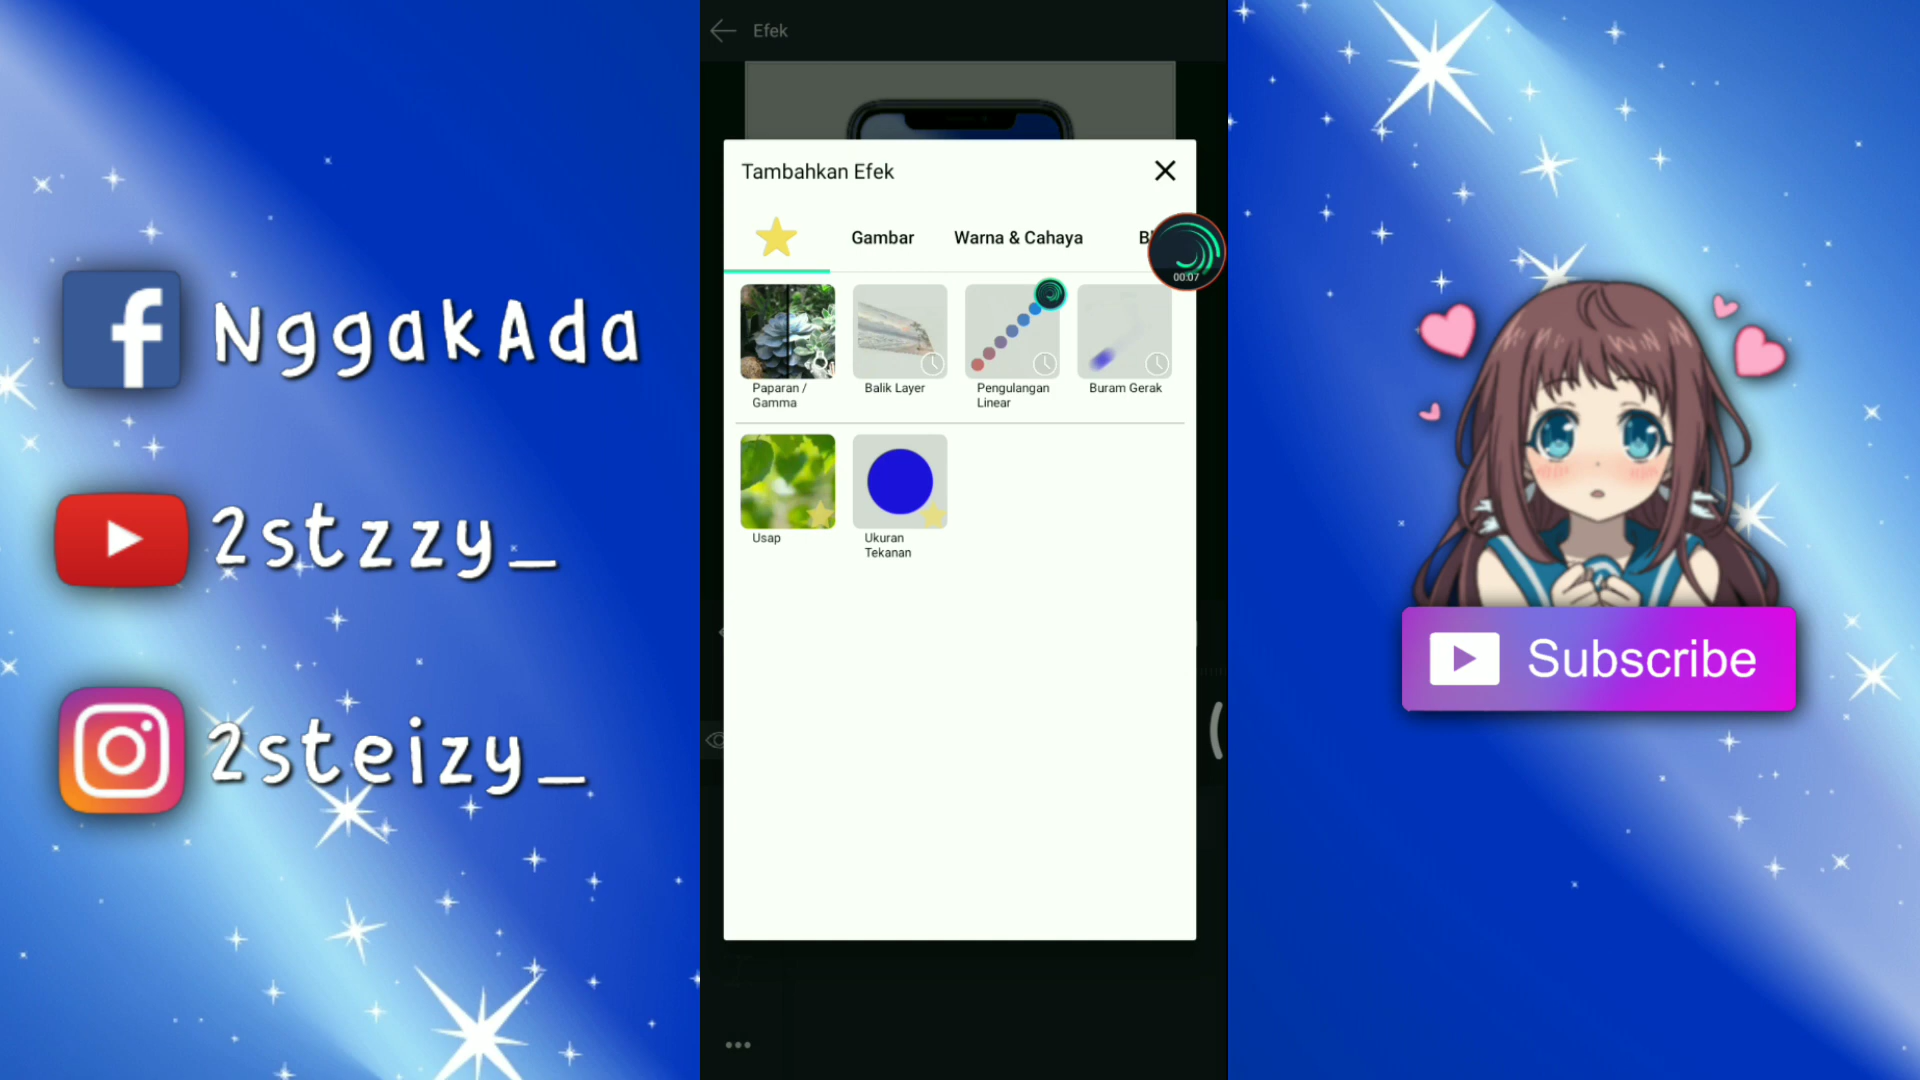 NggakAda
2stzzy_
2steizy_
Efek
Tambahkan Efek
Gambar
Warna & Cahaya
00:07
Paparan /
Gamma
Balik Layer
Pengulangan
Linear
Buram Gerak
Usap
Ukuran
Tekanan
Subscribe